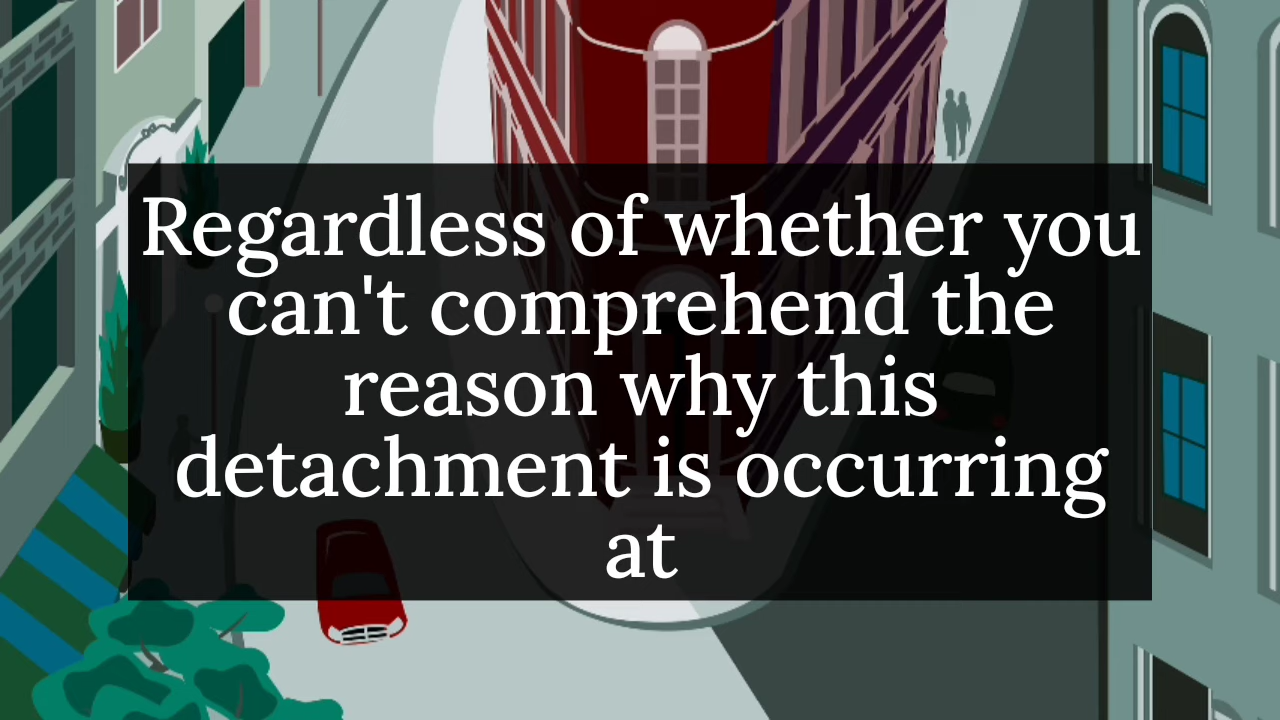 Regardless of whether you
can't comprehend the
reason why this
detachment is occurring
at